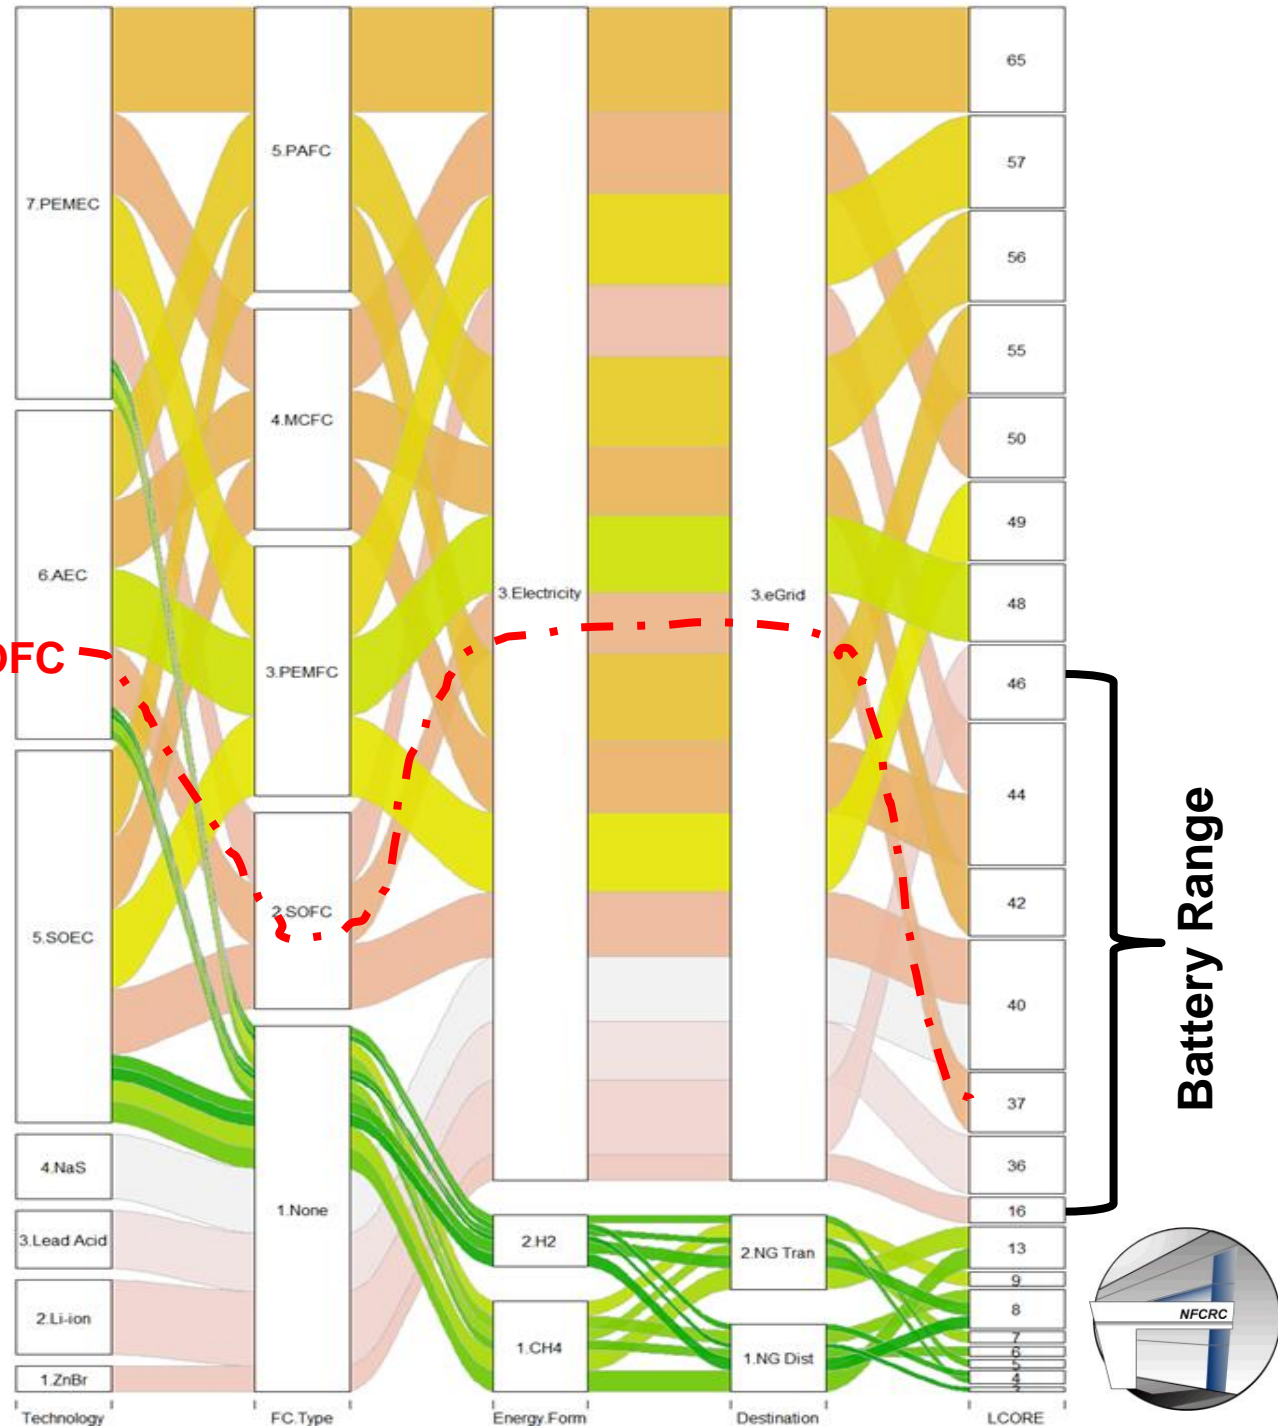 7.PEMEC
6.AEC
5.SOEC
4.NaS
3.Lead Acid
2.Li-ion
1.ZnBr
Technology
5.PAFC
4.MCFC
3.PEMFC
2.SOFC
1.None
FC.Type
3.Electricity
2.H2
1.CH4
Energy.Form
3.eGrid
2.NG Tran
1.NG Dist
Destination
65
57
56
55
50
49
48
46
44
42
40
37
36
16
13
9
8
7
6
5
4
LCORE
Battery Range
NFCRC